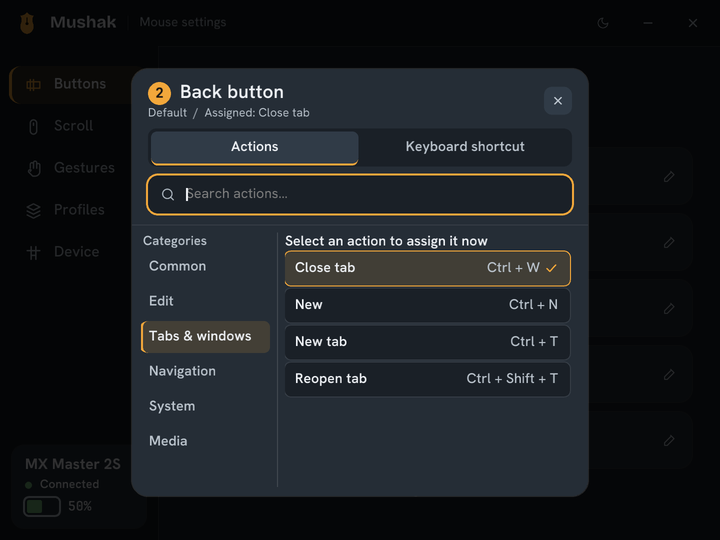 Mushak
Mouse settings
Buttons
Scroll
Gestures
Profiles
Device
MX Master 2S
Connected
50%
2 Back button
Default / Assigned: Close tab
Actions
Keyboard shortcut
Search actions...
Categories
Common
Edit
Tabs & windows
Navigation
System
Media
Select an action to assign it now
Close tab Ctrl + W
New Ctrl + N
New tab Ctrl + T
Reopen tab Ctrl + Shift + T